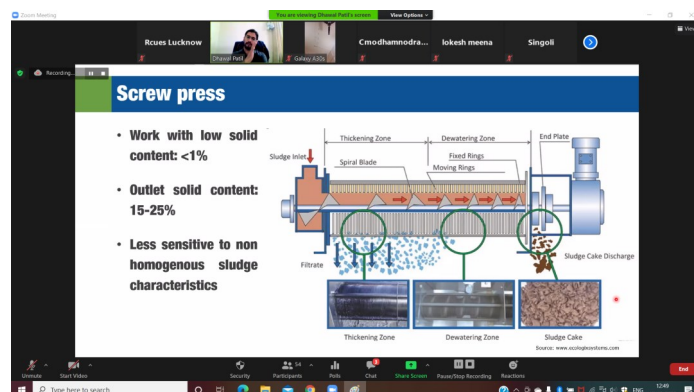 Zoom Meeting
You are viewing Dhawal Patil's screen
View Options
View
Rcues Lucknow
Dhawal Patil
Galaxy A30s
Cmodhamnodra...
lokesh meena
Singoli
Recording...
Screw press
• Work with low solid
content: <1%
• Outlet solid content:
15-25%
• Less sensitive to non
homogenous sludge
characteristics
Thickening Zone
Dewatering Zone
End Plate
Sludge Inlet
Spiral Blade
Fixed Rings
Moving Rings
Filtrate
Sludge Cake Discharge
Thickening Zone
Dewatering Zone
Sludge Cake
Source: www.ecologixsystems.com
Unmute
Start Video
Security
54
Participants
Polls
Chat
Share Screen
Pause/Stop Recording
Reactions
End
Type here to search
ENG
12:49